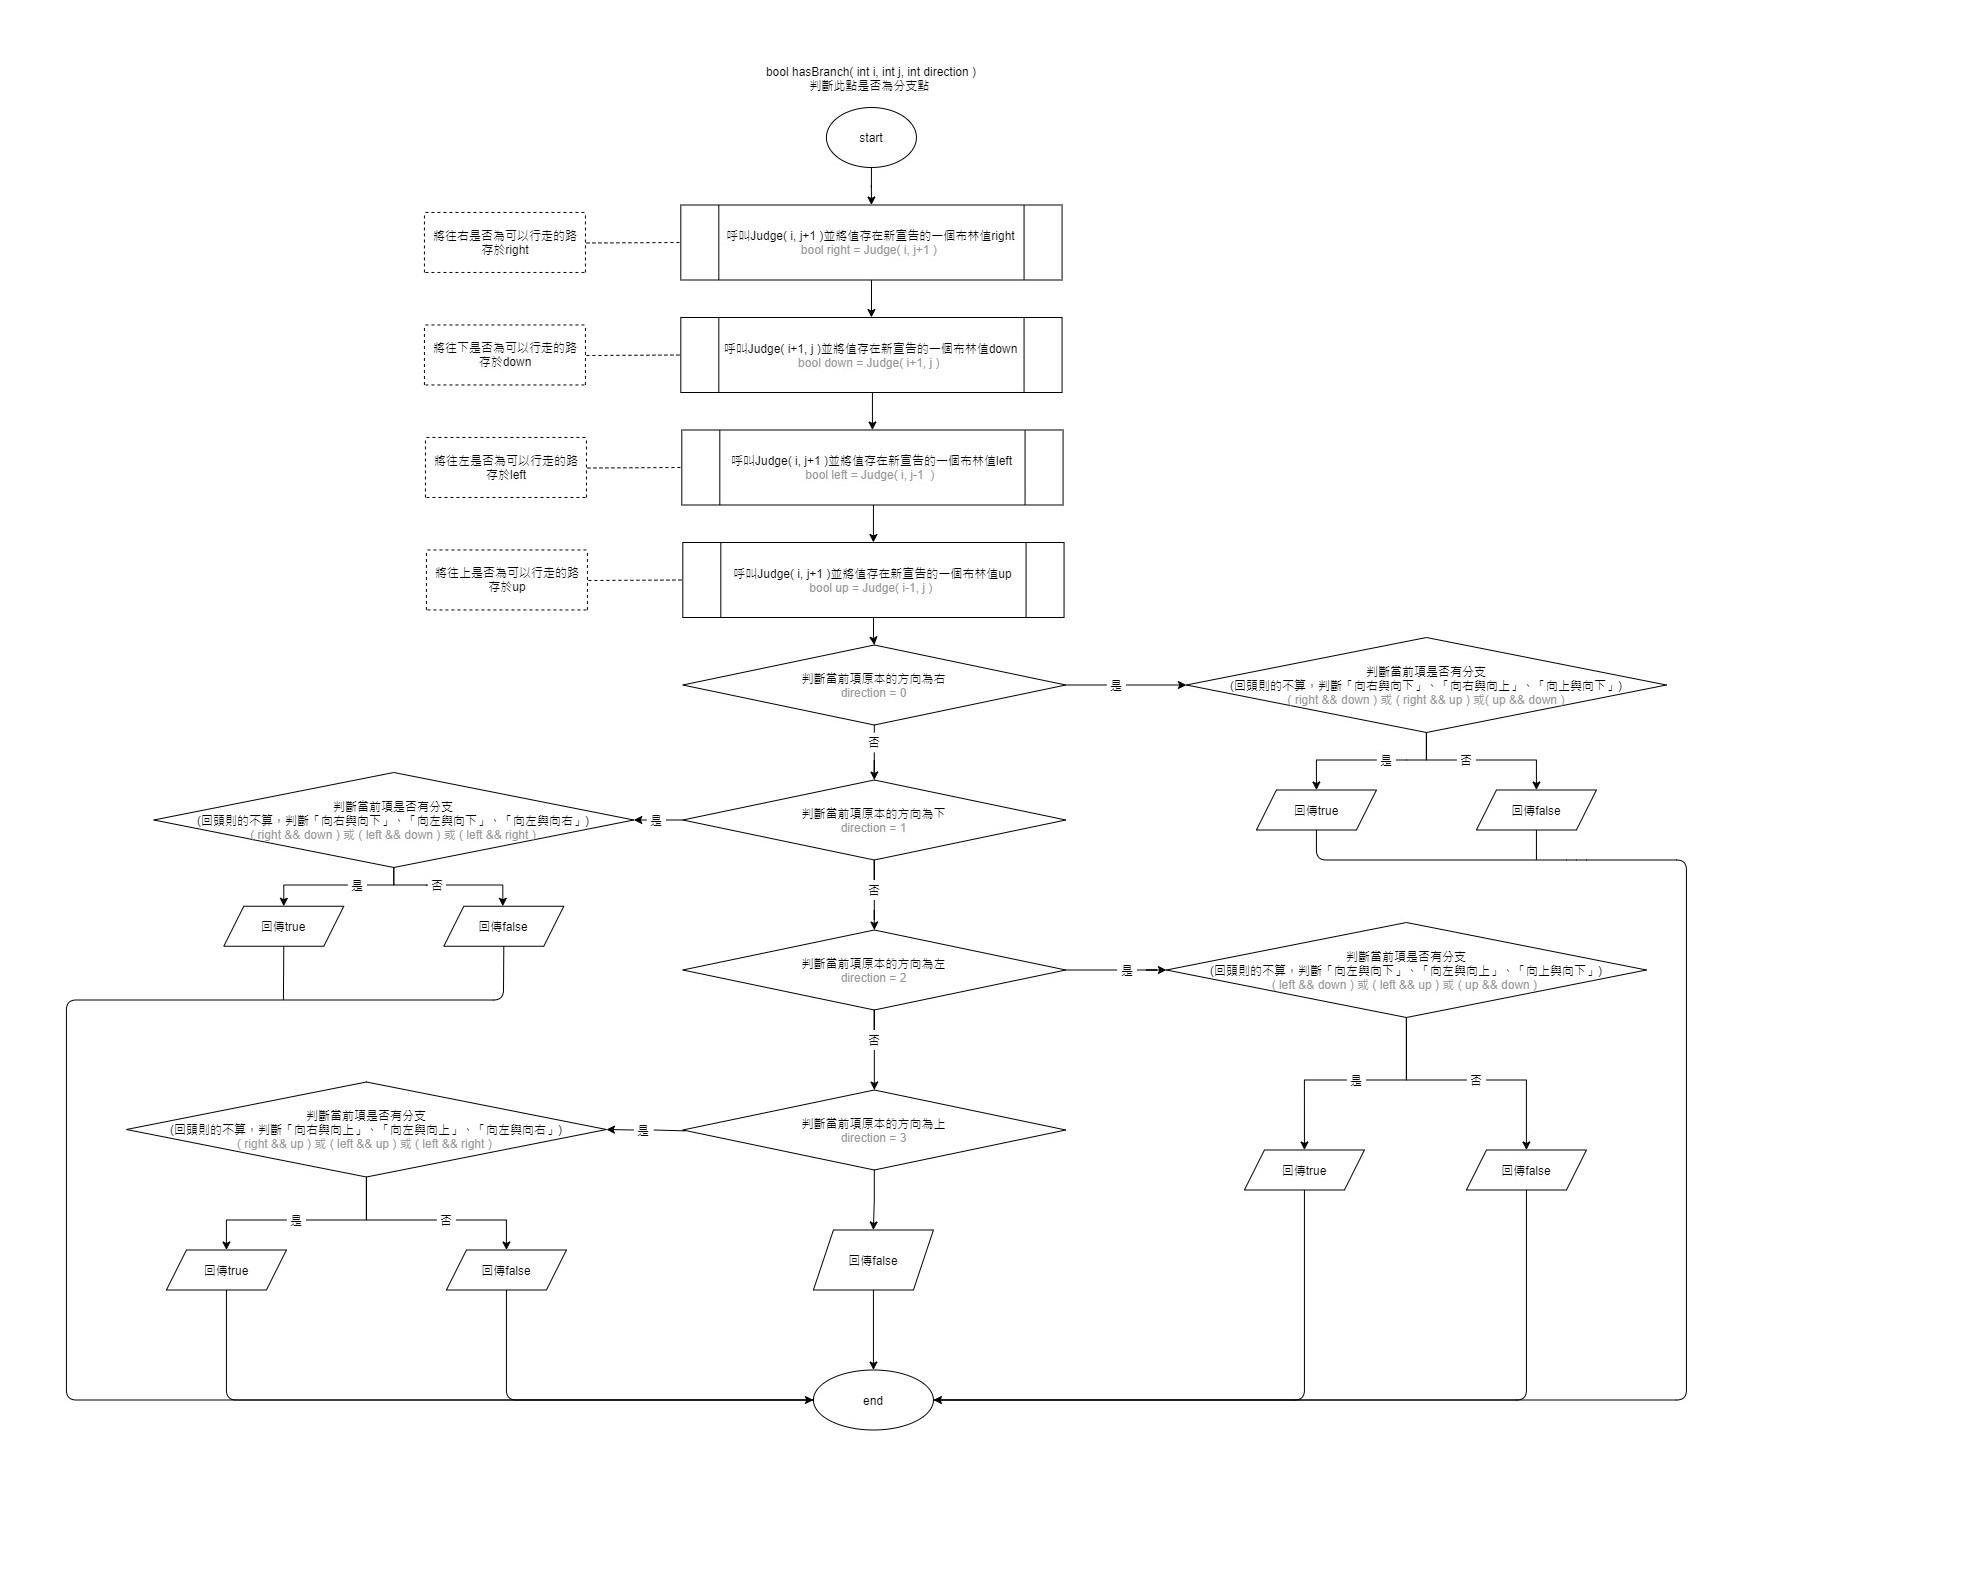 bool hasBranch( int i, int j, int direction )
判斷此點是否為分支點
start
將往右是否為可以行走的路
存於right
呼叫Judge( i, j+1 )並將值存在新宣告的一個布林值right
bool right = Judge( i, j+1 )
將往下是否為可以行走的路
存於down
呼叫Judge( i+1, j )並將值存在新宣告的一個布林值down
bool down = Judge( i+1, j )
將往左是否為可以行走的路
存於left
呼叫Judge( i, j+1 )並將值存在新宣告的一個布林值left
bool left = Judge( i, j-1  )
將往上是否為可以行走的路
存於up
呼叫Judge( i, j+1 )並將值存在新宣告的一個布林值up
bool up = Judge( i-1, j )
判斷當前項原本的方向為右
direction = 0
是
判斷當前項是否有分支
(回頭則的不算，判斷「向右與向下」、「向右與向上」、「向上與向下」)
( right && down ) 或 ( right && up ) 或( up && down )
是
否
回傳true
回傳false
否
判斷當前項原本的方向為下
direction = 1
是
判斷當前項是否有分支
(回頭則的不算，判斷「向右與向下」、「向左與向下」、「向左與向右」)
( right && down ) 或 ( left && down ) 或 ( left && right )
是
否
回傳true
回傳false
否
判斷當前項原本的方向為左
direction = 2
是
判斷當前項是否有分支
(回頭則的不算，判斷「向左與向下」、「向左與向上」、「向上與向下」)
( left && down ) 或 ( left && up ) 或 ( up && down )
是
否
回傳true
回傳false
否
判斷當前項原本的方向為上
direction = 3
是
判斷當前項是否有分支
(回頭則的不算，判斷「向右與向上」、「向左與向上」、「向左與向右」)
( right && up ) 或 ( left && up ) 或 ( left && right )
是
否
回傳true
回傳false
回傳false
end